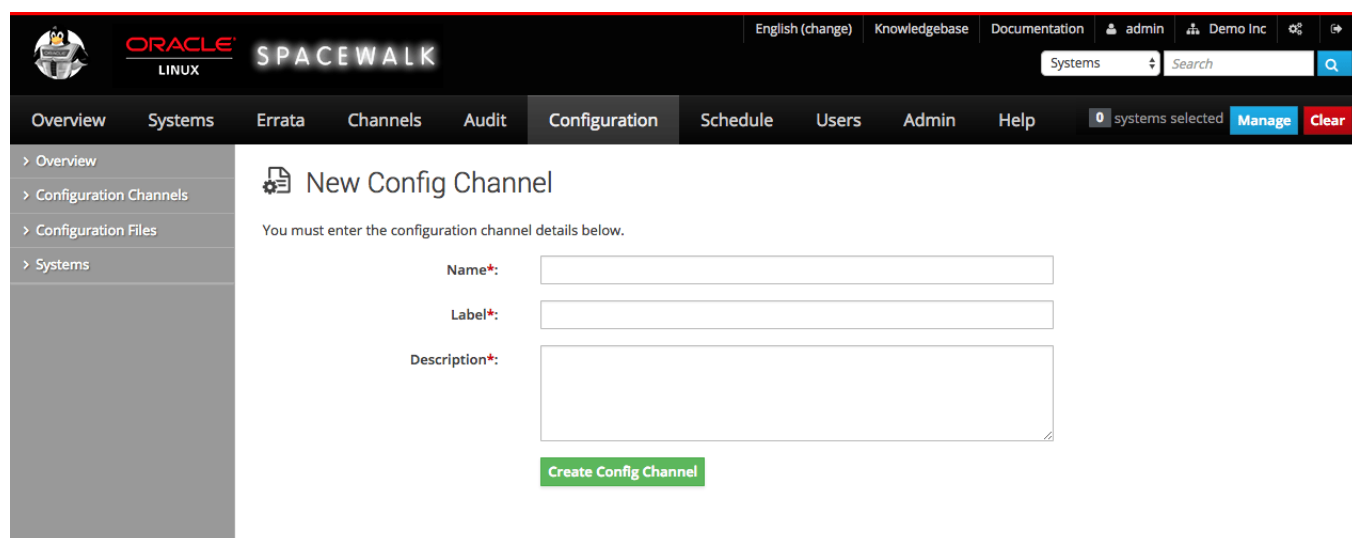 English (change) Knowledgebase Documentation admin Demo Inc
ORACLE
LINUX
SPACEWALK
Systems Search
Overview Systems Errata Channels Audit Configuration Schedule Users Admin Help 0 systems selected Manage Clear
> Overview
> Configuration Channels
> Configuration Files
> Systems
New Config Channel
You must enter the configuration channel details below.
Name*:
Label*:
Description*:
Create Config Channel